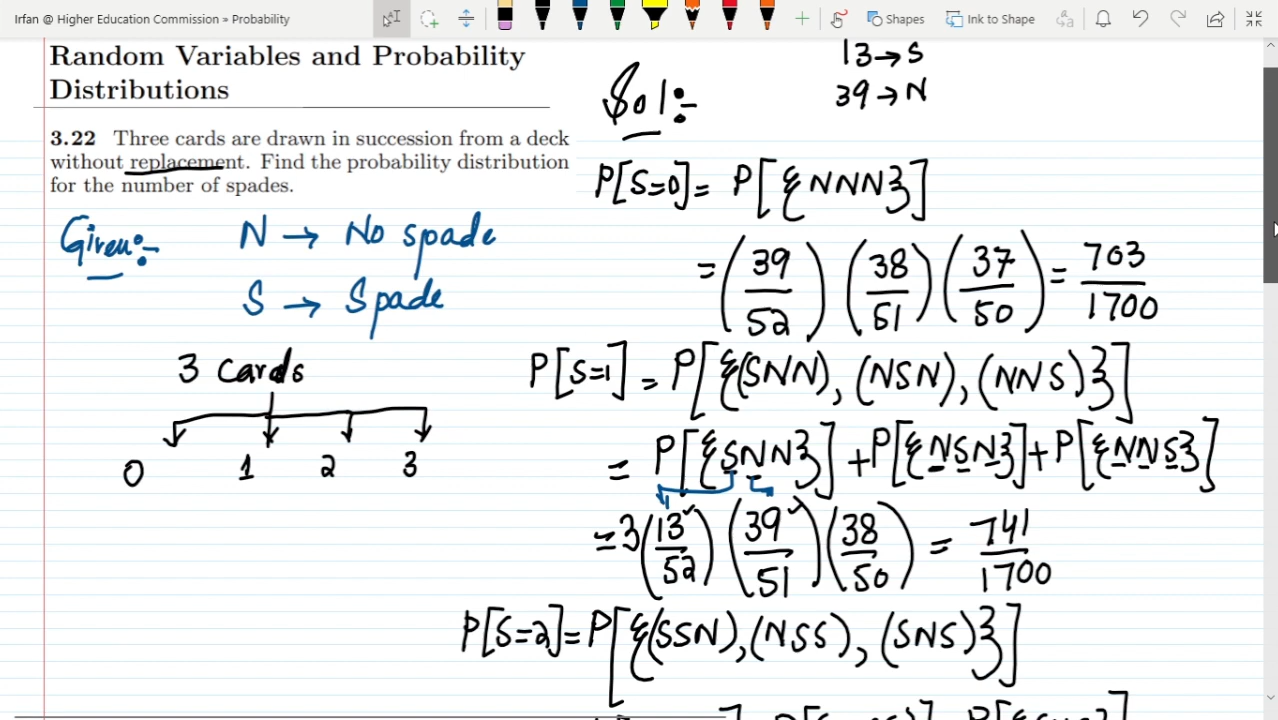 Irfan @ Higher Education Commission » Probability
Shapes
Ink to Shape
Random Variables and Probability
Distributions
3.22 Three cards are drawn in succession from a deck
without replacement. Find the probability distribution
for the number of spades.
Given:-
N → No spade
S → Spade
3 cards
0 1 2 3
13 → S
39 → N
Sol:-
P[S=0] = P[{NNN}]
= (39/52) (38/51) (37/50) = 703/1700
P[S=1] = P[{(SNN), (NSN), (NNS)}]
= P[{SNN}] + P[{NSN}] + P[{NNS}]
= 3(13/52) (39/51) (38/50) = 741/1700
P[S=2] = P[{(SSN), (NSS), (SNS)}]